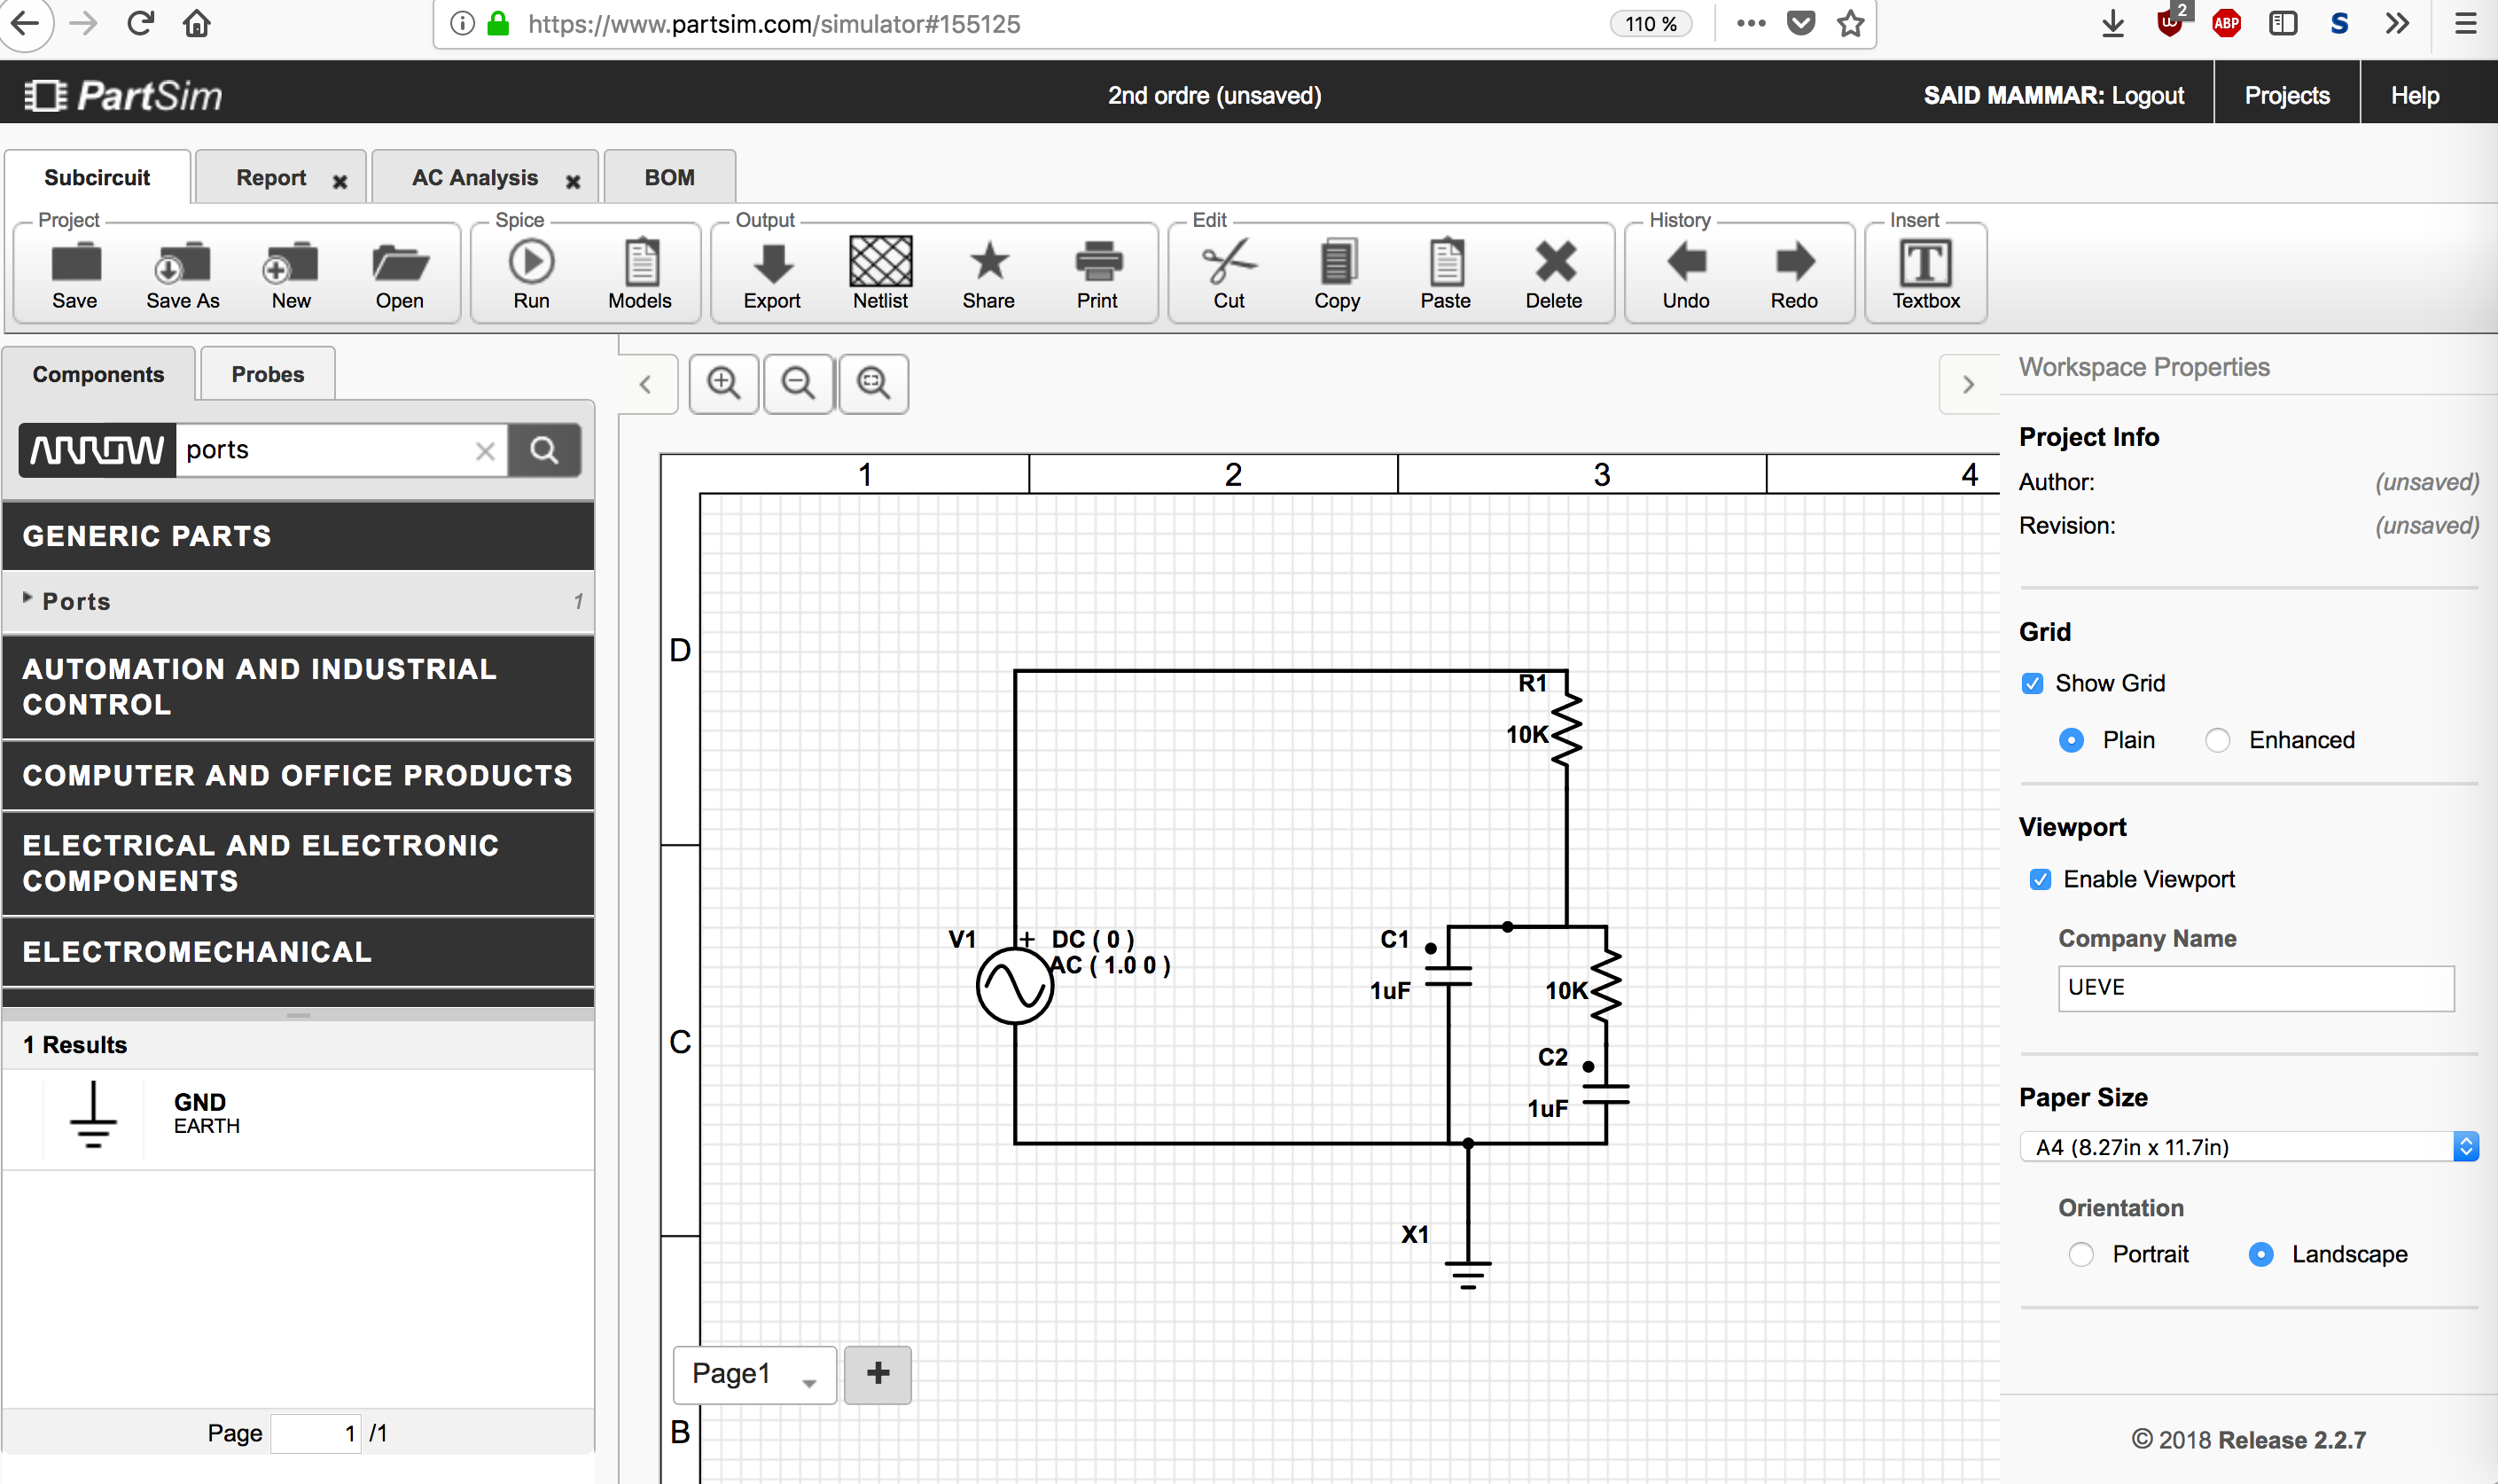 https://www.partsim.com/simulator#155125
110 %
2
ABP
S
PartSim
2nd ordre (unsaved)
SAID MAMMAR: Logout
Projects
Help
Subcircuit
Report
AC Analysis
BOM
Project
Save
Save As
New
Open
Spice
Run
Models
Output
Export
Netlist
Share
Print
Edit
Cut
Copy
Paste
Delete
History
Undo
Redo
Insert
T
Textbox
Components
Probes
ARROW
ports
GENERIC PARTS
Ports
1
AUTOMATION AND INDUSTRIAL
CONTROL
COMPUTER AND OFFICE PRODUCTS
ELECTRICAL AND ELECTRONIC
COMPONENTS
ELECTROMECHANICAL
1 Results
GND
EARTH
Page 1 /1
1
2
3
4
D
C
B
R1
10K
V1
+
DC ( 0 )
AC ( 1.0 0 )
C1
1uF
10K
C2
1uF
X1
Page1
+
Workspace Properties
Project Info
Author:
(unsaved)
Revision:
(unsaved)
Grid
Show Grid
Plain
Enhanced
Viewport
Enable Viewport
Company Name
UEVE
Paper Size
A4 (8.27in x 11.7in)
Orientation
Portrait
Landscape
© 2018 Release 2.2.7